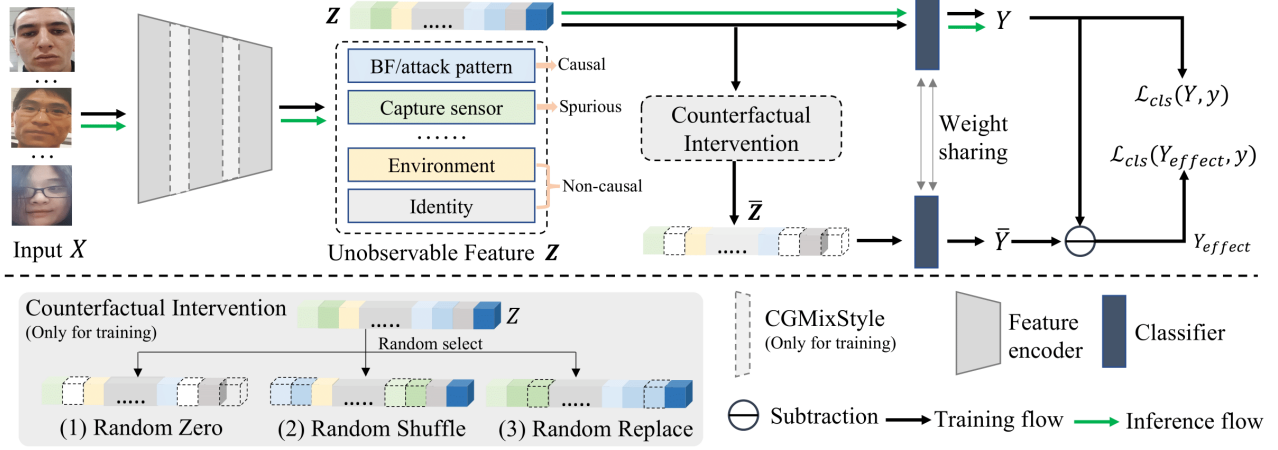 Z
.....
BF/attack pattern
Causal
Capture sensor
Spurious
......
Environment
Non-causal
Identity
Unobservable Feature Z
...
...
Input X
Counterfactual
Intervention
Z̄
.....
Weight
sharing
Y
ℒcls(Y, y)
ℒcls(Yeffect, y)
Ȳ
Yeffect
Counterfactual Intervention
(Only for training)
.....
Z
Random select
.....
.....
.....
(1) Random Zero
(2) Random Shuffle
(3) Random Replace
CGMixStyle
(Only for training)
Feature
encoder
Classifier
Subtraction
Training flow
Inference flow